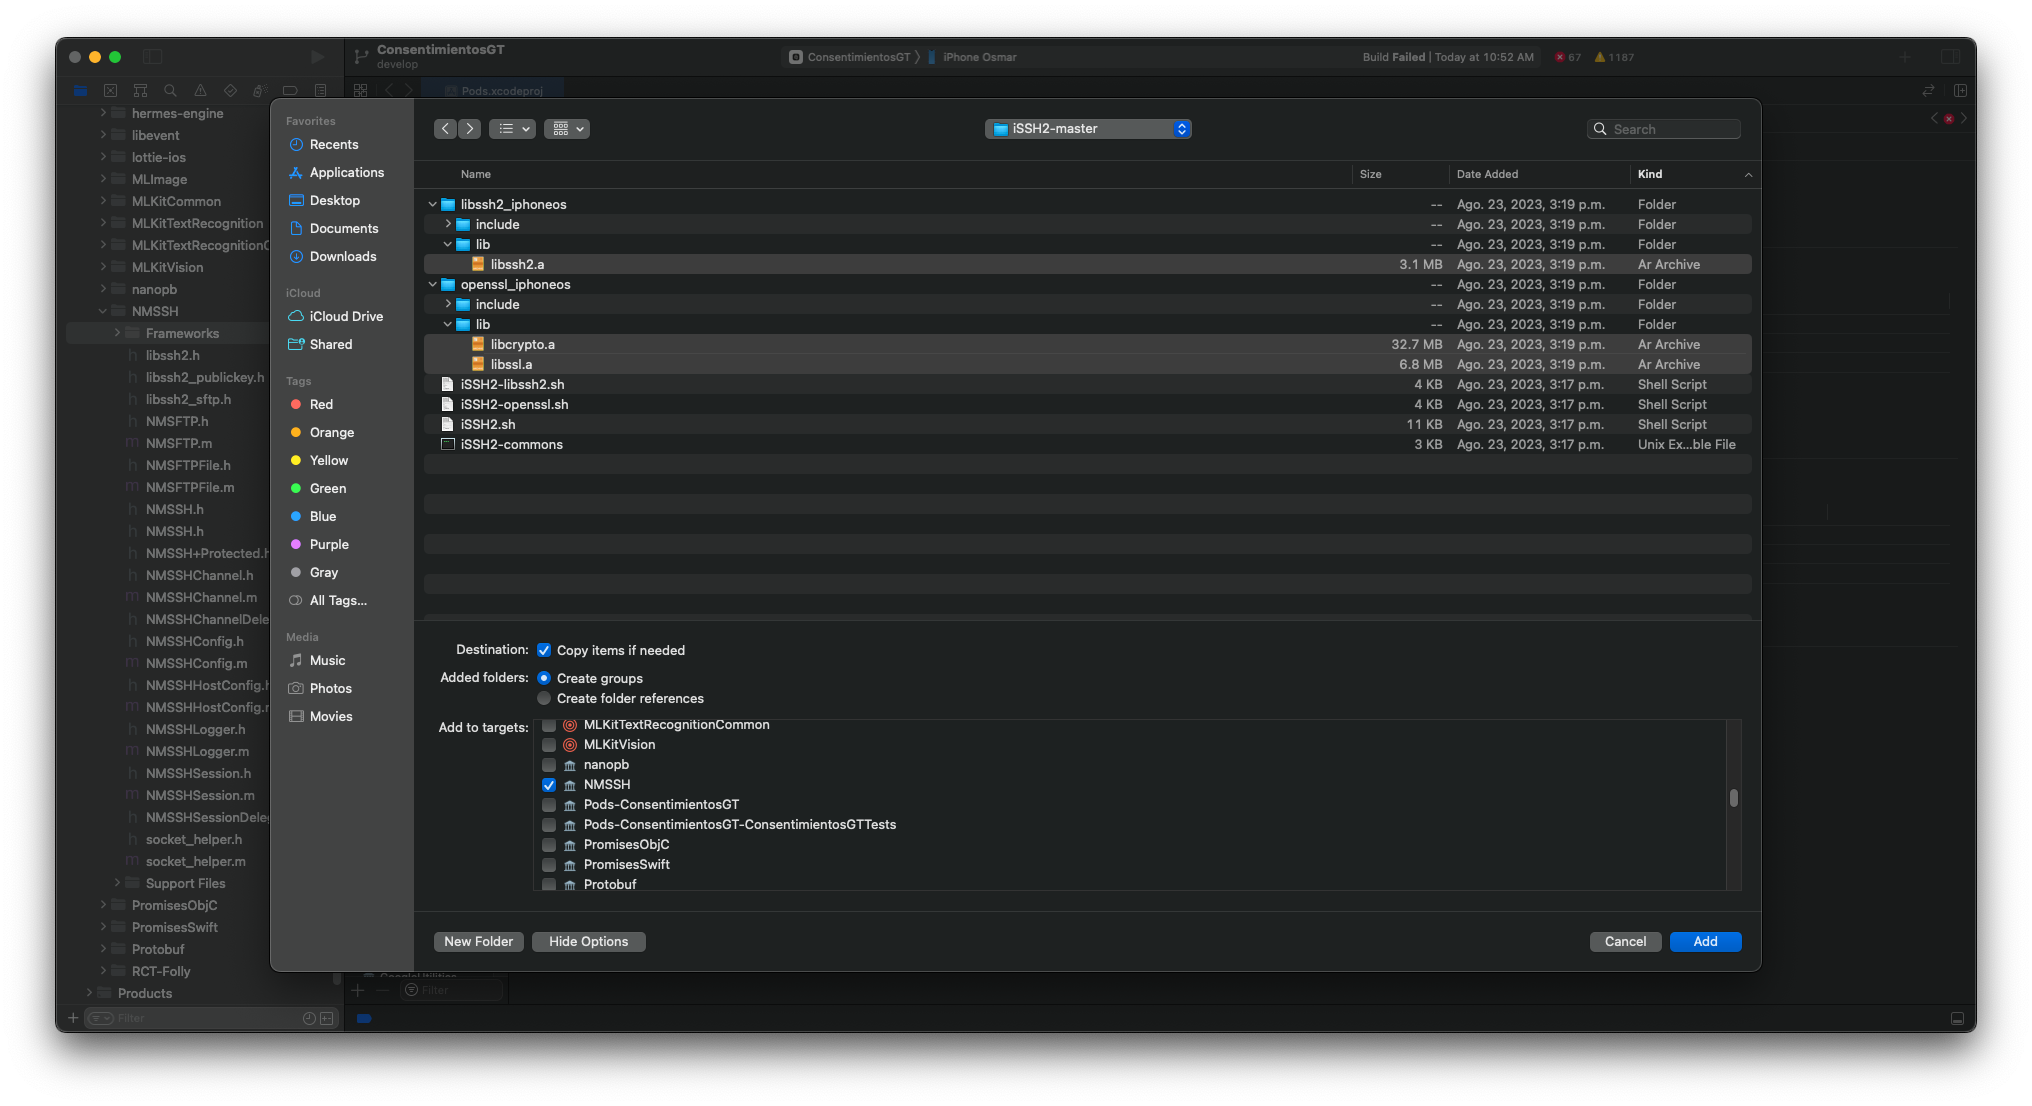 ConsentimientosGT
develop
ConsentimientosGT
iPhone Osmar
Build Failed | Today at 10:52 AM
67
1187
Pods.xcodeproj
hermes-engine
libevent
lottie-ios
MLImage
MLKitCommon
MLKitTextRecognition
MLKitTextRecognitionC
MLKitVision
nanopb
NMSSH
Frameworks
libssh2.h
libssh2_publickey.h
libssh2_sftp.h
NMSFTP.h
NMSFTP.m
NMSFTPFile.h
NMSFTPFile.m
NMSSH.h
NMSSH.h
NMSSH+Protected.h
NMSSHChannel.h
NMSSHChannel.m
NMSSHChannelDele
NMSSHConfig.h
NMSSHConfig.m
NMSSHHostConfig.h
NMSSHHostConfig.r
NMSSHLogger.h
NMSSHLogger.m
NMSSHSession.h
NMSSHSession.m
NMSSHSessionDeleg
socket_helper.h
socket_helper.m
Support Files
PromisesObjC
PromisesSwift
Protobuf
RCT-Folly
Products
Filter
Favorites
Recents
Applications
Desktop
Documents
Downloads
iCloud
iCloud Drive
Shared
Tags
Red
Orange
Yellow
Green
Blue
Purple
Gray
All Tags...
Media
Music
Photos
Movies
iSSH2-master
Search
Name Size Date Added Kind
libssh2_iphoneos -- Ago. 23, 2023, 3:19 p.m. Folder
include -- Ago. 23, 2023, 3:19 p.m. Folder
lib -- Ago. 23, 2023, 3:19 p.m. Folder
libssh2.a 3.1 MB Ago. 23, 2023, 3:19 p.m. Ar Archive
openssl_iphoneos -- Ago. 23, 2023, 3:19 p.m. Folder
include -- Ago. 23, 2023, 3:19 p.m. Folder
lib -- Ago. 23, 2023, 3:19 p.m. Folder
libcrypto.a 32.7 MB Ago. 23, 2023, 3:19 p.m. Ar Archive
libssl.a 6.8 MB Ago. 23, 2023, 3:19 p.m. Ar Archive
iSSH2-libssh2.sh 4 KB Ago. 23, 2023, 3:17 p.m. Shell Script
iSSH2-openssl.sh 4 KB Ago. 23, 2023, 3:17 p.m. Shell Script
iSSH2.sh 11 KB Ago. 23, 2023, 3:17 p.m. Shell Script
iSSH2-commons 3 KB Ago. 23, 2023, 3:17 p.m. Unix Ex...ble File
Destination: Copy items if needed
Added folders: Create groups
Create folder references
Add to targets: MLKitTextRecognitionCommon
MLKitVision
nanopb
NMSSH
Pods-ConsentimientosGT
Pods-ConsentimientosGT-ConsentimientosGTTests
PromisesObjC
PromisesSwift
Protobuf
New Folder
Hide Options
Cancel
Add
GoogleUtilities
Filter